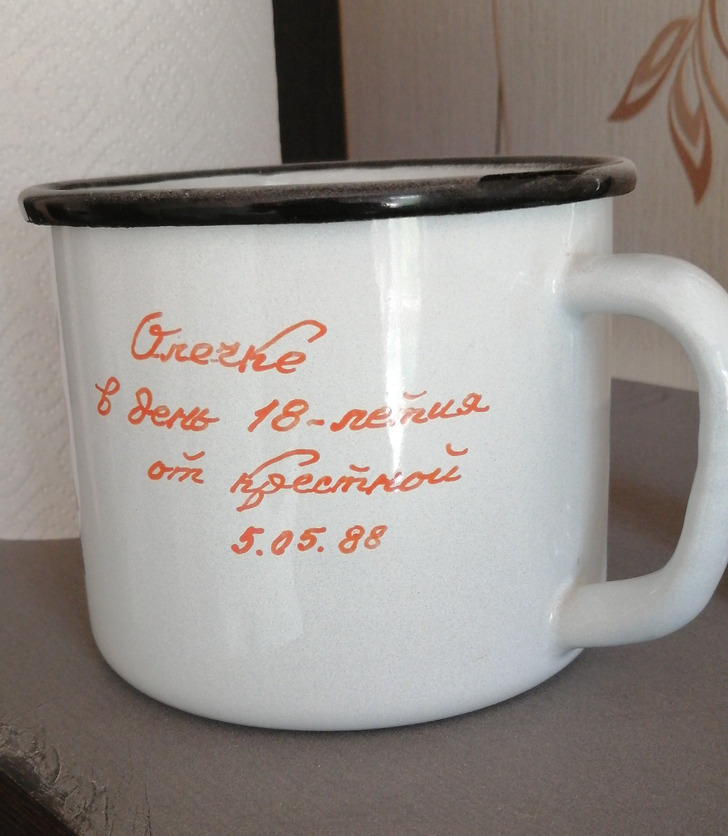 Олечке
в день 18-летия
от крестной
5.05.88